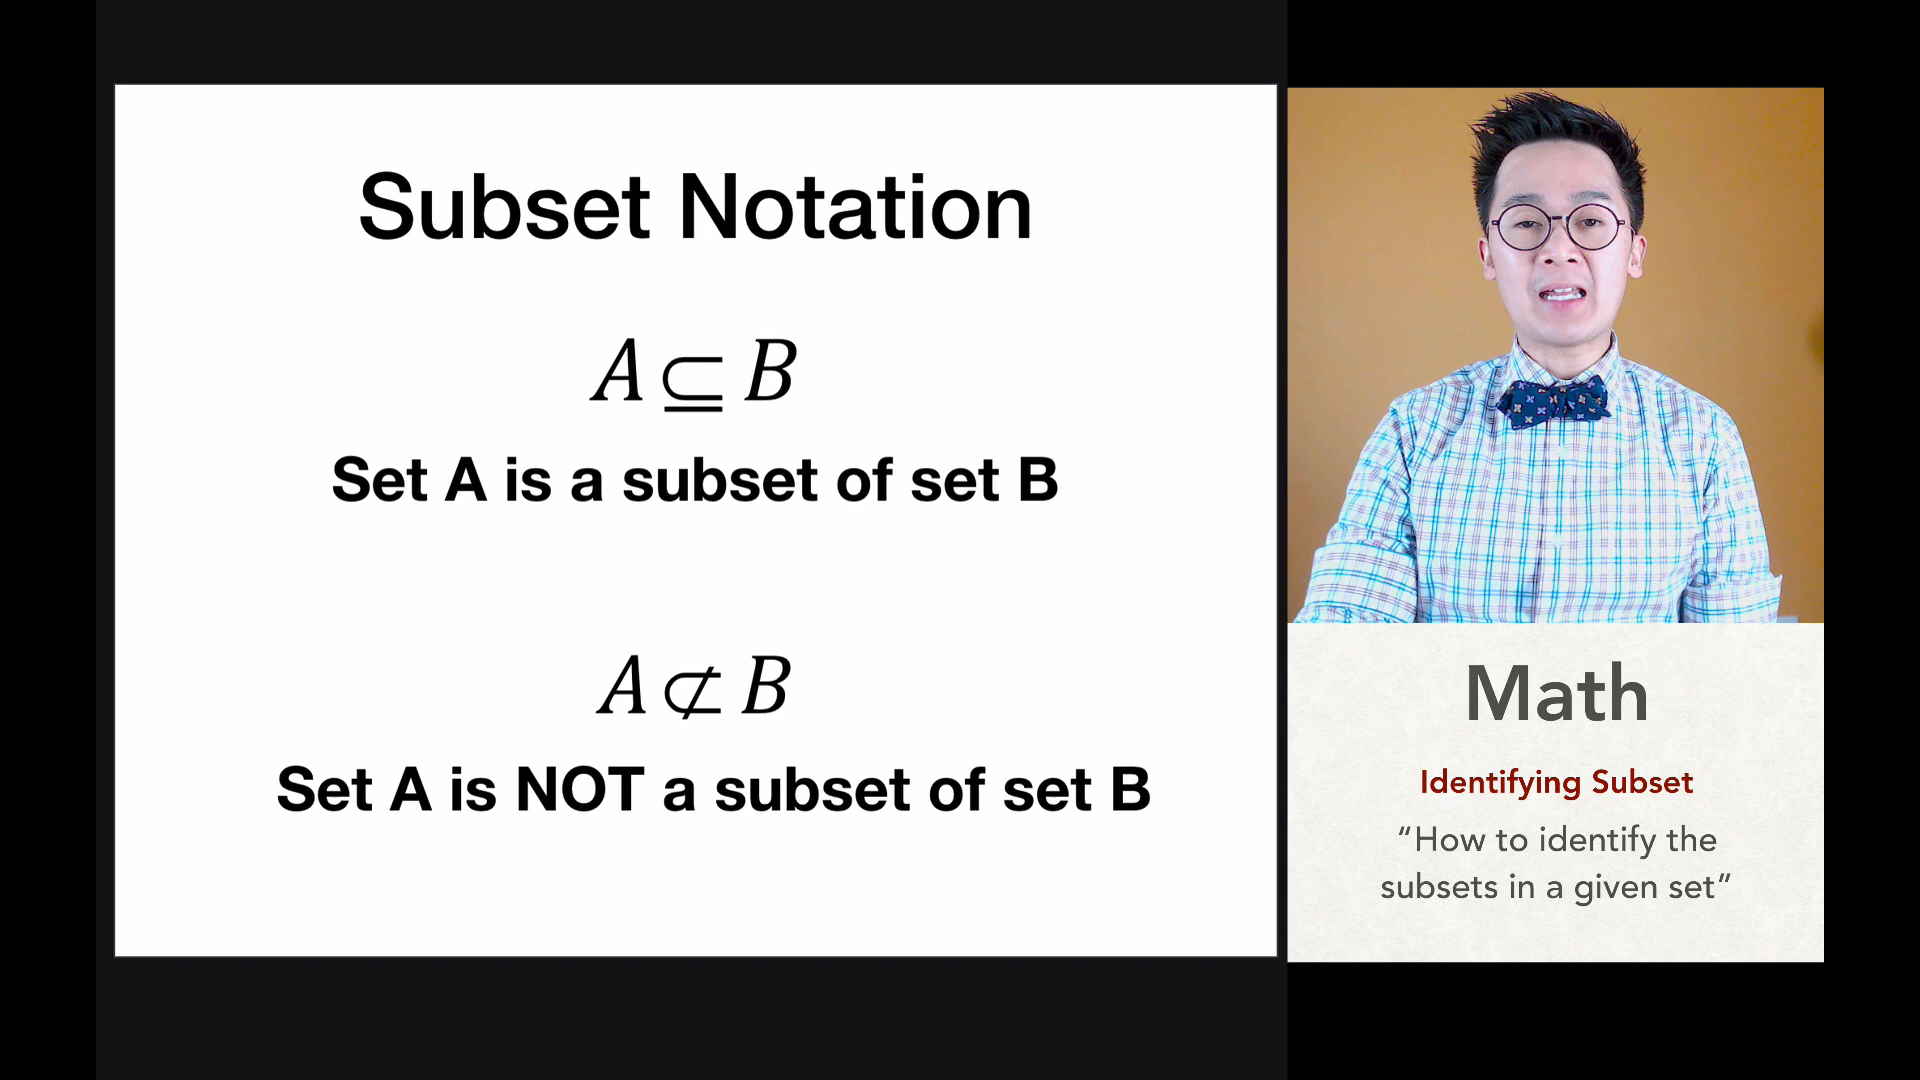 Subset Notation
A ⊆ B
Set A is a subset of set B
A ⊄ B
Set A is NOT a subset of set B
Math
Identifying Subset
“How to identify the
subsets in a given set”